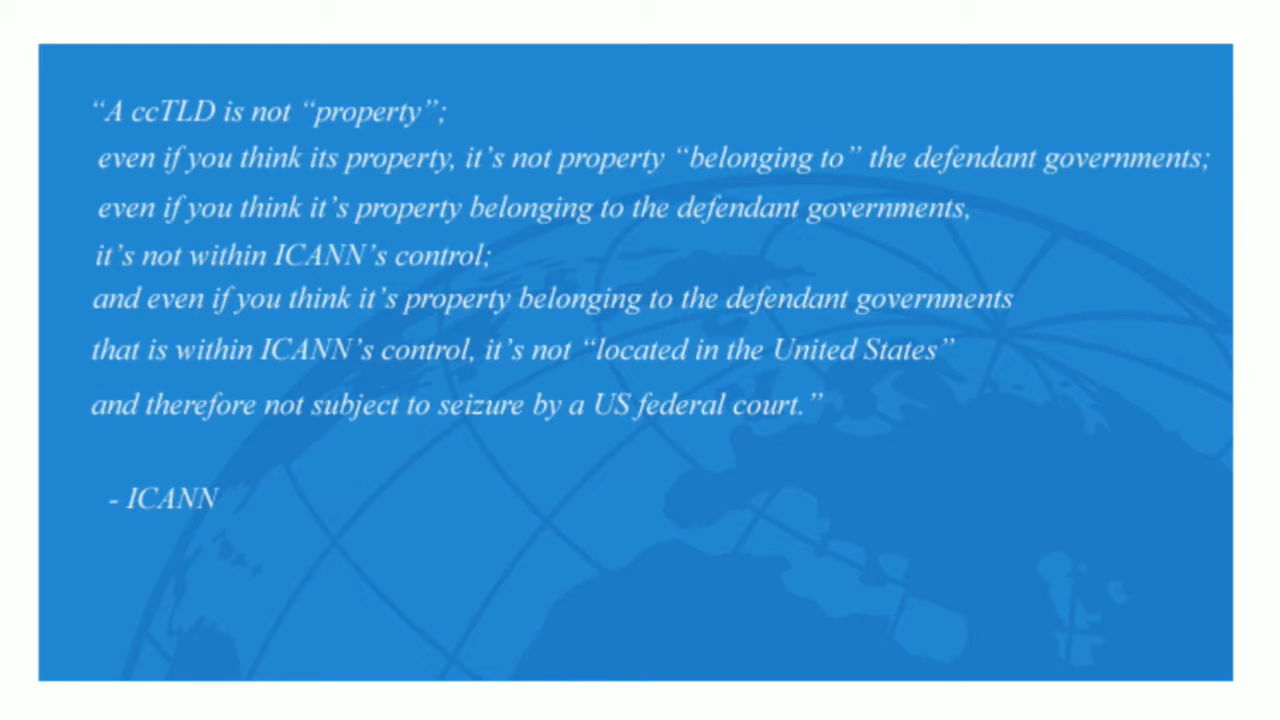 “A ccTLD is not “property”;
even if you think its property, it’s not property “belonging to” the defendant governments;
even if you think it’s property belonging to the defendant governments,
it’s not within ICANN’s control;
and even if you think it’s property belonging to the defendant governments
that is within ICANN’s control, it’s not “located in the United States”
and therefore not subject to seizure by a US federal court.”
- ICANN